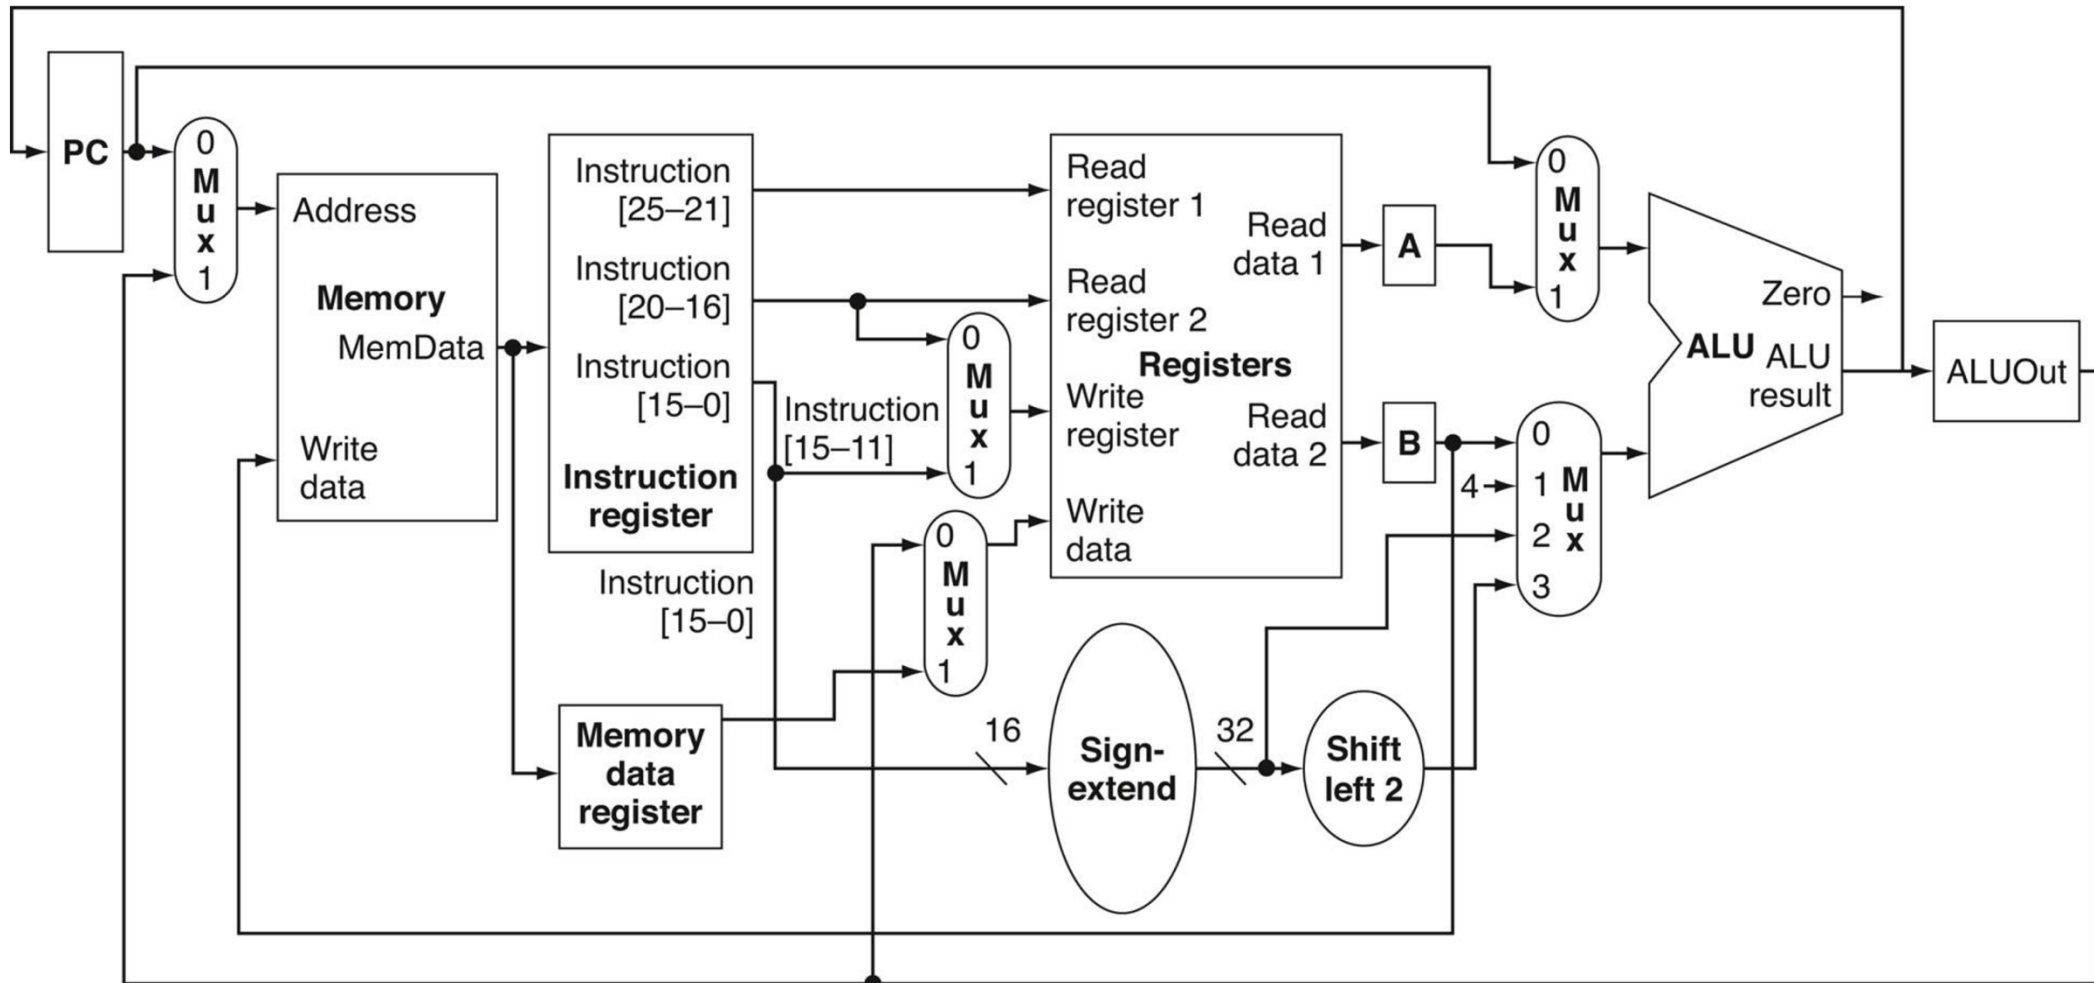 PC
0
M
u
x
1
Address
Memory
MemData
Write
data
Instruction
[25–21]
Instruction
[20–16]
Instruction
[15–0]
Instruction
register
Instruction
[15–0]
Memory
data
register
Instruction
[15–11]
0
M
u
x
1
0
M
u
x
1
Read
register 1
Read
register 2
Registers
Write
register
Write
data
Read
data 1
Read
data 2
16
Sign-
extend
32
Shift
left 2
A
B
4
0
M
u
x
1
0
1
2
3
M
u
x
Zero
ALU
ALU
result
ALUOut